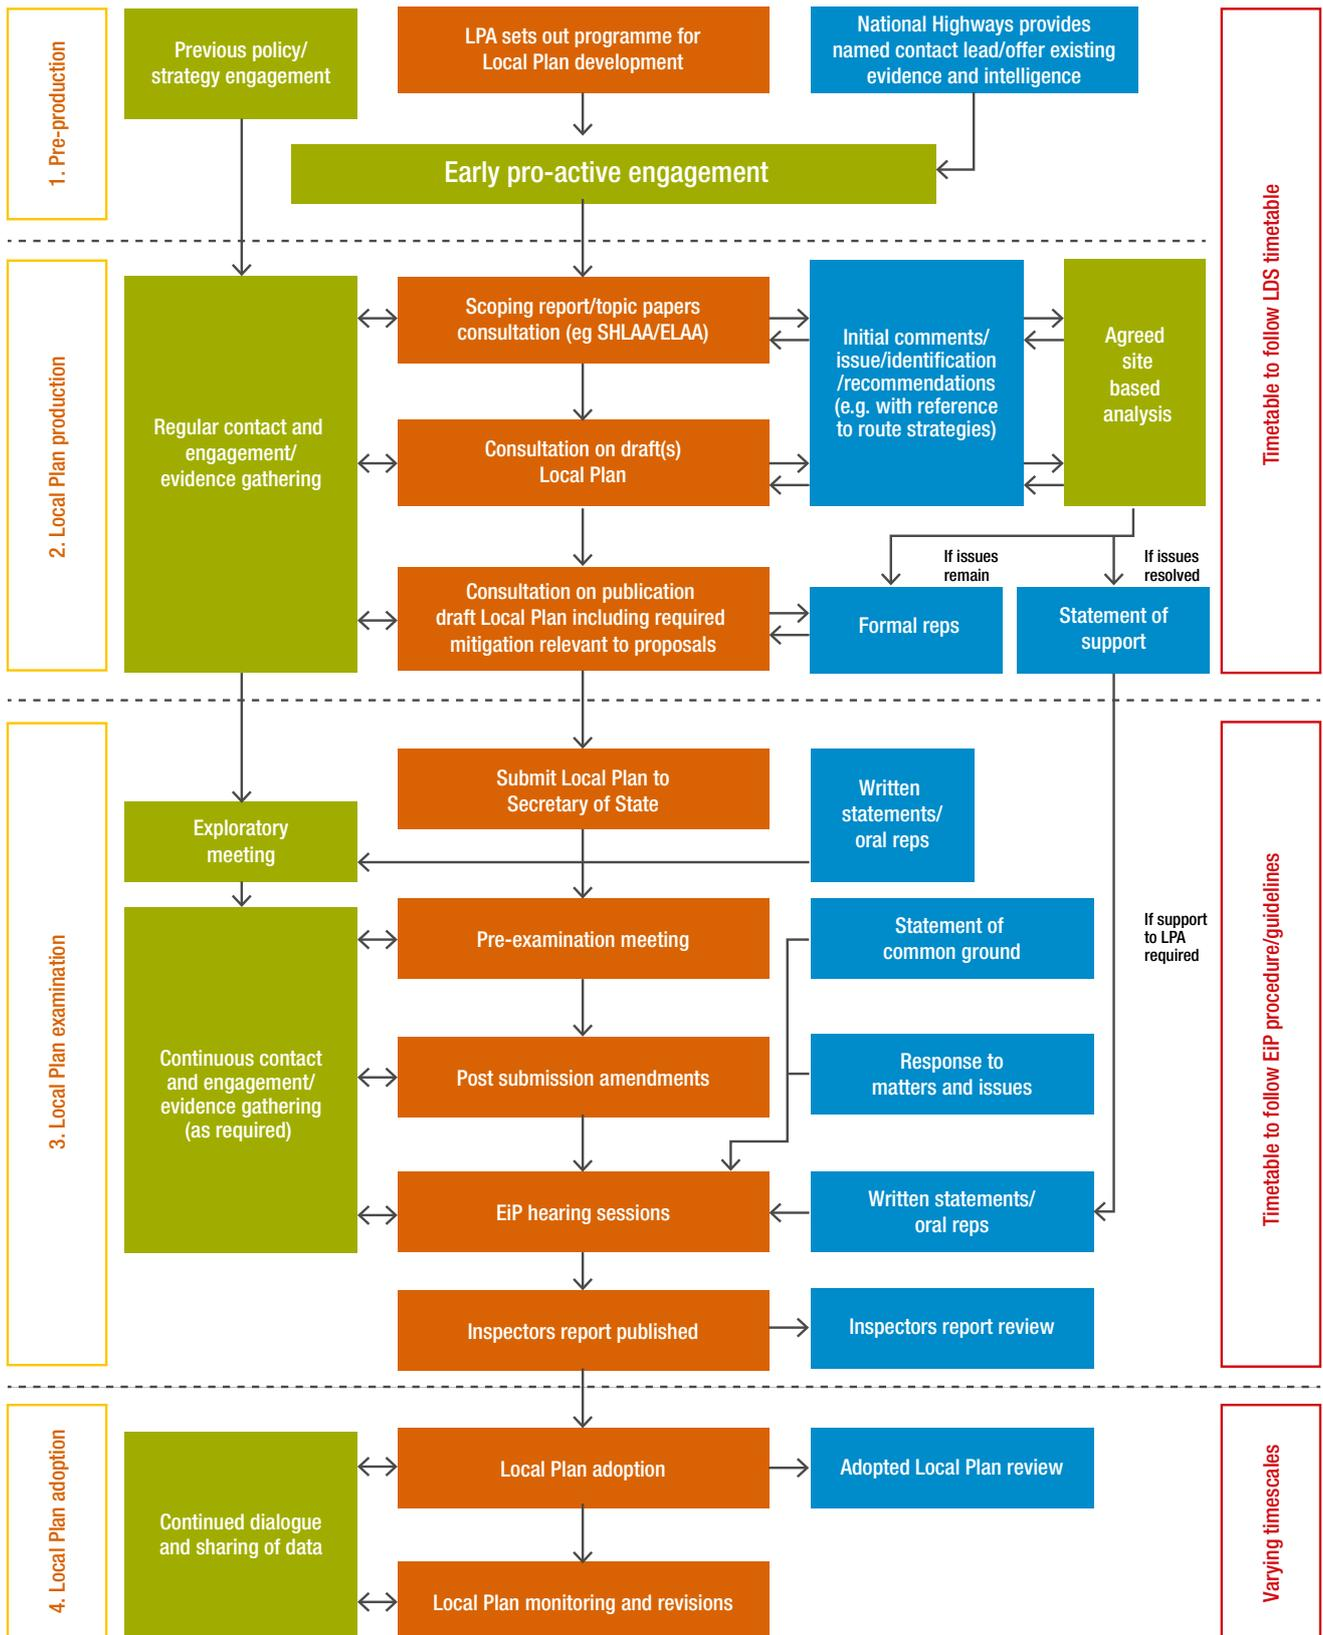 1. Pre-production
Previous policy/
strategy engagement
LPA sets out programme for
Local Plan development
National Highways provides
named contact lead/offer existing
evidence and intelligence
Early pro-active engagement
Timetable to follow LDS timetable
2. Local Plan production
Regular contact and
engagement/
evidence gathering
Scoping report/topic papers
consultation (eg SHLAA/ELAA)
Initial comments/
issue/identification
/recommendations
(e.g. with reference
to route strategies)
Agreed
site
based
analysis
Consultation on draft(s)
Local Plan
If issues
remain
If issues
resolved
Consultation on publication
draft Local Plan including required
mitigation relevant to proposals
Formal reps
Statement of
support
3. Local Plan examination
Submit Local Plan to
Secretary of State
Written
statements/
oral reps
Exploratory
meeting
Pre-examination meeting
Statement of
common ground
If support
to LPA
required
Timetable to follow EiP procedure/guidelines
Continuous contact
and engagement/
evidence gathering
(as required)
Post submission amendments
Response to
matters and issues
EiP hearing sessions
Written statements/
oral reps
Inspectors report published
Inspectors report review
4. Local Plan adoption
Continued dialogue
and sharing of data
Local Plan adoption
Adopted Local Plan review
Varying timescales
Local Plan monitoring and revisions